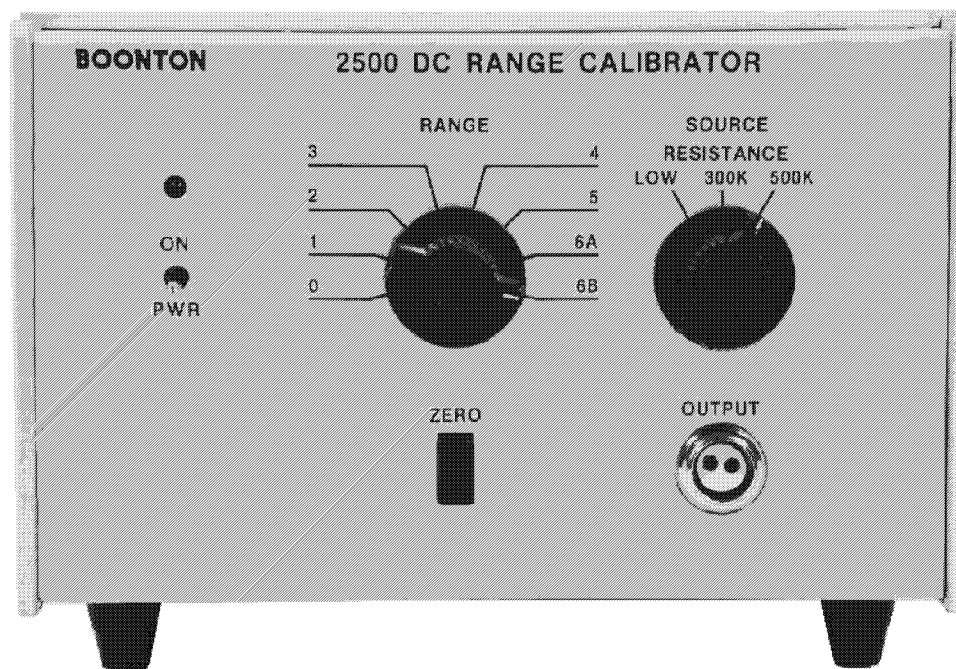 BOONTON
2500 DC RANGE CALIBRATOR
RANGE
3
4
2
5
1
6A
0
6B
SOURCE
RESISTANCE
LOW 300K 500K
ON
PWR
ZERO
OUTPUT